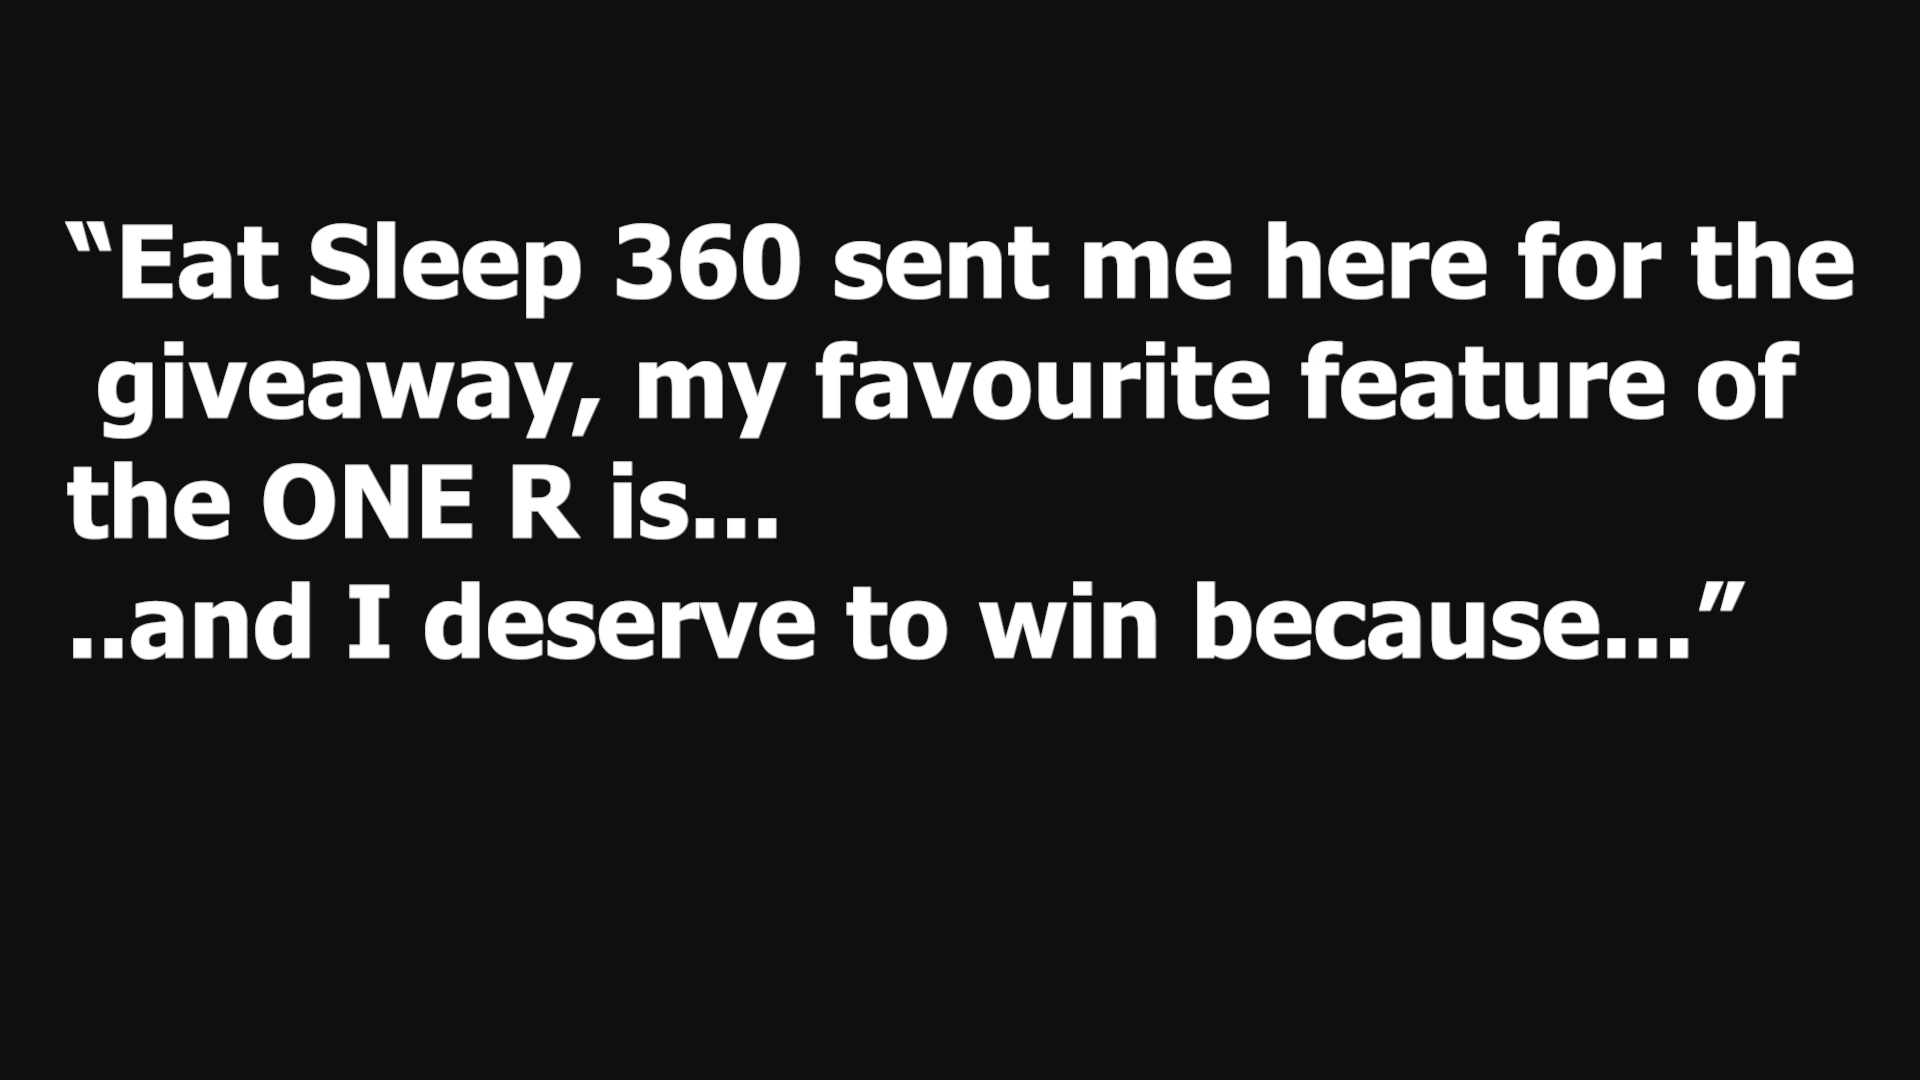 “Eat Sleep 360 sent me here for the
giveaway, my favourite feature of
the ONE R is...
..and I deserve to win because...”